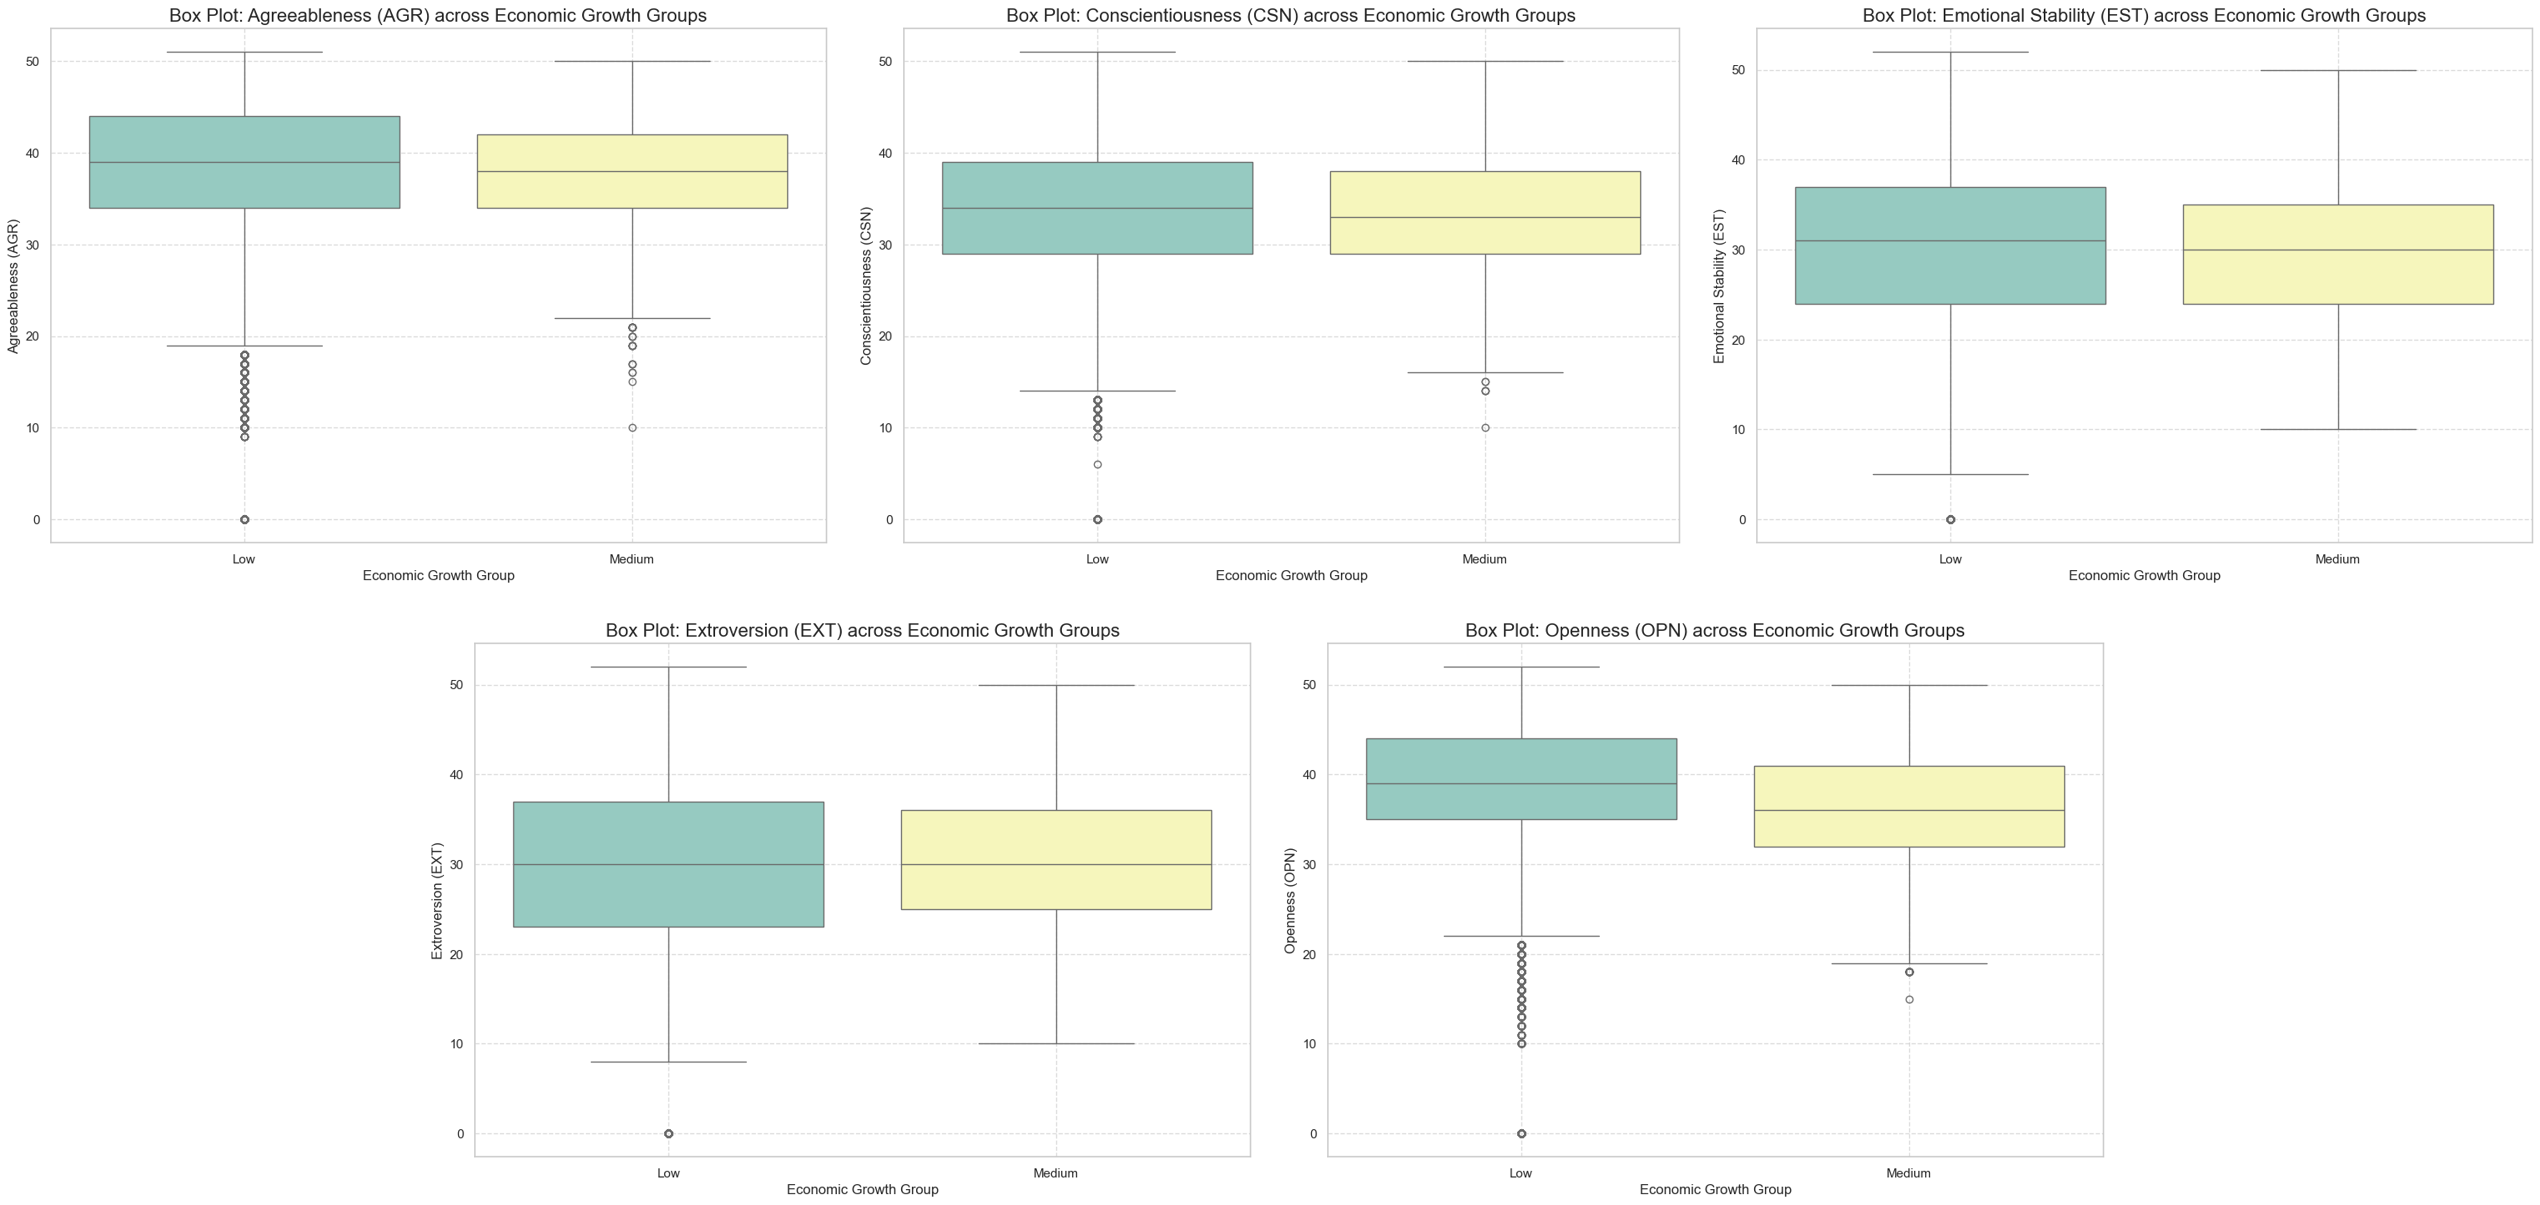 Box Plot: Agreeableness (AGR) across Economic Growth Groups
Agreeableness (AGR)
50
40
30
20
10
0
Low
Medium
Economic Growth Group
Box Plot: Conscientiousness (CSN) across Economic Growth Groups
Conscientiousness (CSN)
50
40
30
20
10
0
Low
Medium
Economic Growth Group
Box Plot: Emotional Stability (EST) across Economic Growth Groups
Emotional Stability (EST)
50
40
30
20
10
0
Low
Medium
Economic Growth Group
Box Plot: Extroversion (EXT) across Economic Growth Groups
Extroversion (EXT)
50
40
30
20
10
0
Low
Medium
Economic Growth Group
Box Plot: Openness (OPN) across Economic Growth Groups
Openness (OPN)
50
40
30
20
10
0
Low
Medium
Economic Growth Group